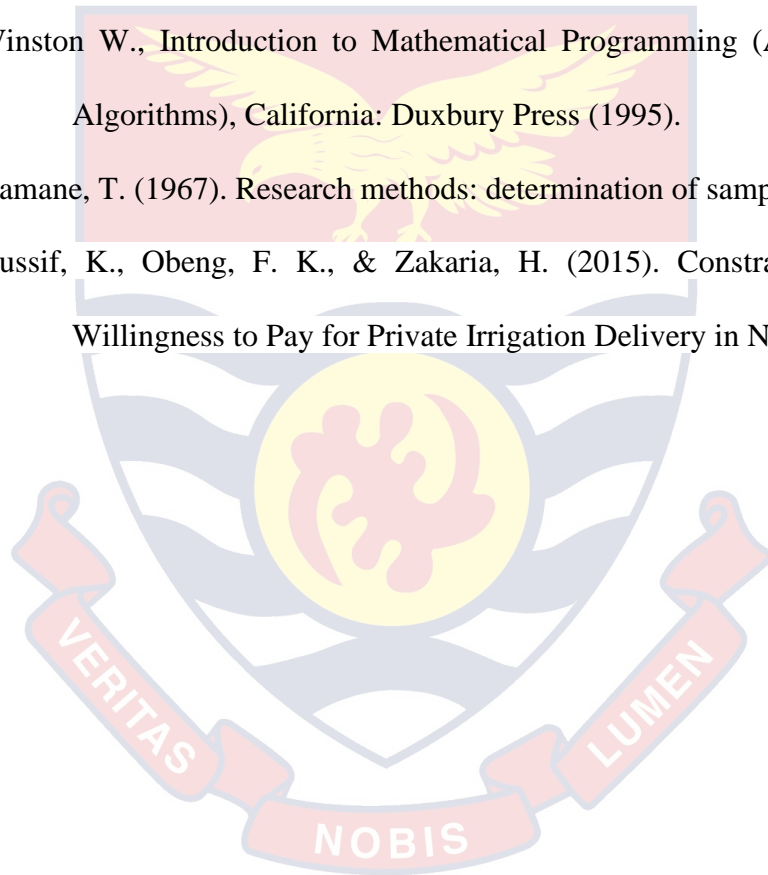 inston W., Introduction to Mathematical Programming (
Algorithms), California: Duxbury Press (1995).
amane, T. (1967). Research methods: determination of samp
ussif, K., Obeng, F. K., & Zakaria, H. (2015). Constra
Willingness to Pay for Private Irrigation Delivery in N
VERITAS
NOBIS
LUMEN